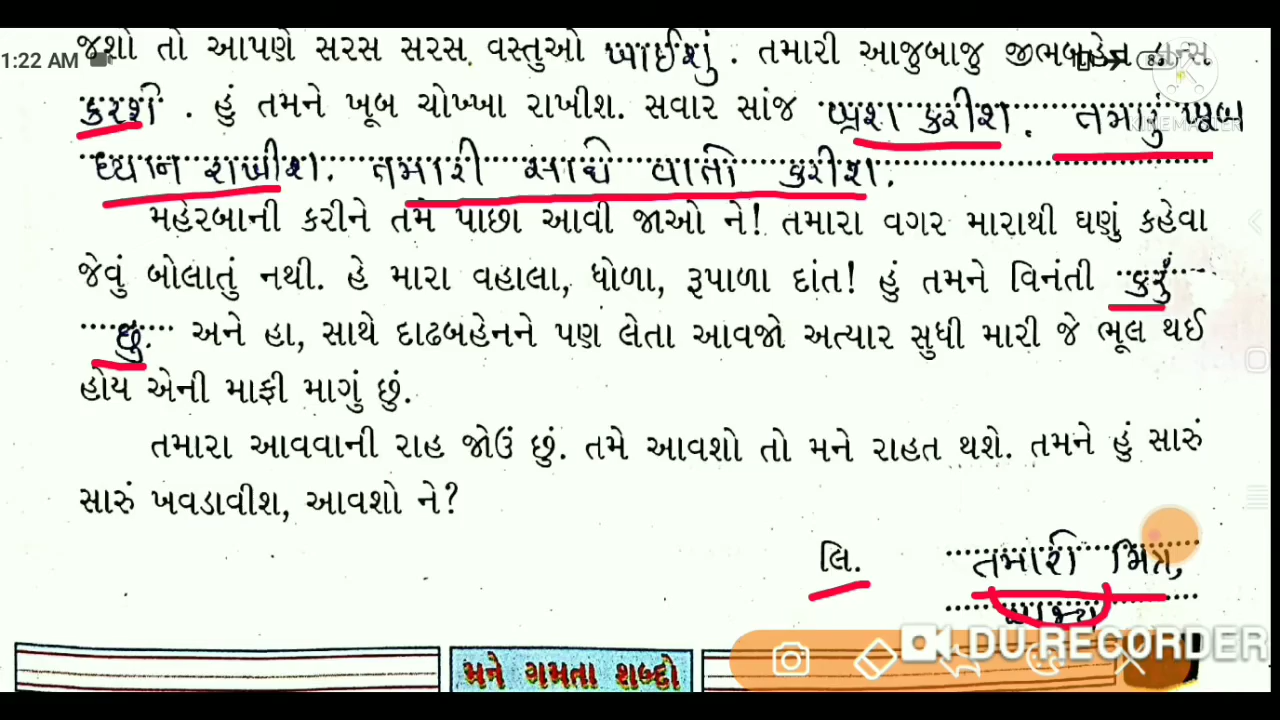 જશો તો આપણે સરસ સરસ વસ્તુઓ ખાઈશું. તમારી આજુબાજુ જીભબહેન ડાન્સ
1:22 AM
કરશે. હું તમને ખૂબ ચોખ્ખા રાખીશ. સવાર સાંજ બ્રશ કરીશ. તમારું ખૂબ
ધ્યાન રાખીશ. તમારી સાથે વાતો કરીશ.
મહેરબાની કરીને તમે પાછા આવી જાઓ ને! તમારા વગર મારાથી ઘણું કહેવા
જેવું બોલાતું નથી. હે મારા વહાલા, ધોળા, રૂપાળા દાંત! હું તમને વિનંતી કરું
છું. અને હા, સાથે દાઢબહેનને પણ લેતા આવજો અત્યાર સુધી મારી જે ભૂલ થઈ
હોય એની માફી માગું છું.
તમારા આવવાની રાહ જોઉં છું. તમે આવશો તો મને રાહત થશે. તમને હું સારું
સારું ખવડાવીશ, આવશો ને?
લિ. તમારી મિત્ર,
DU RECORDER
મને ગમતા શબ્દો